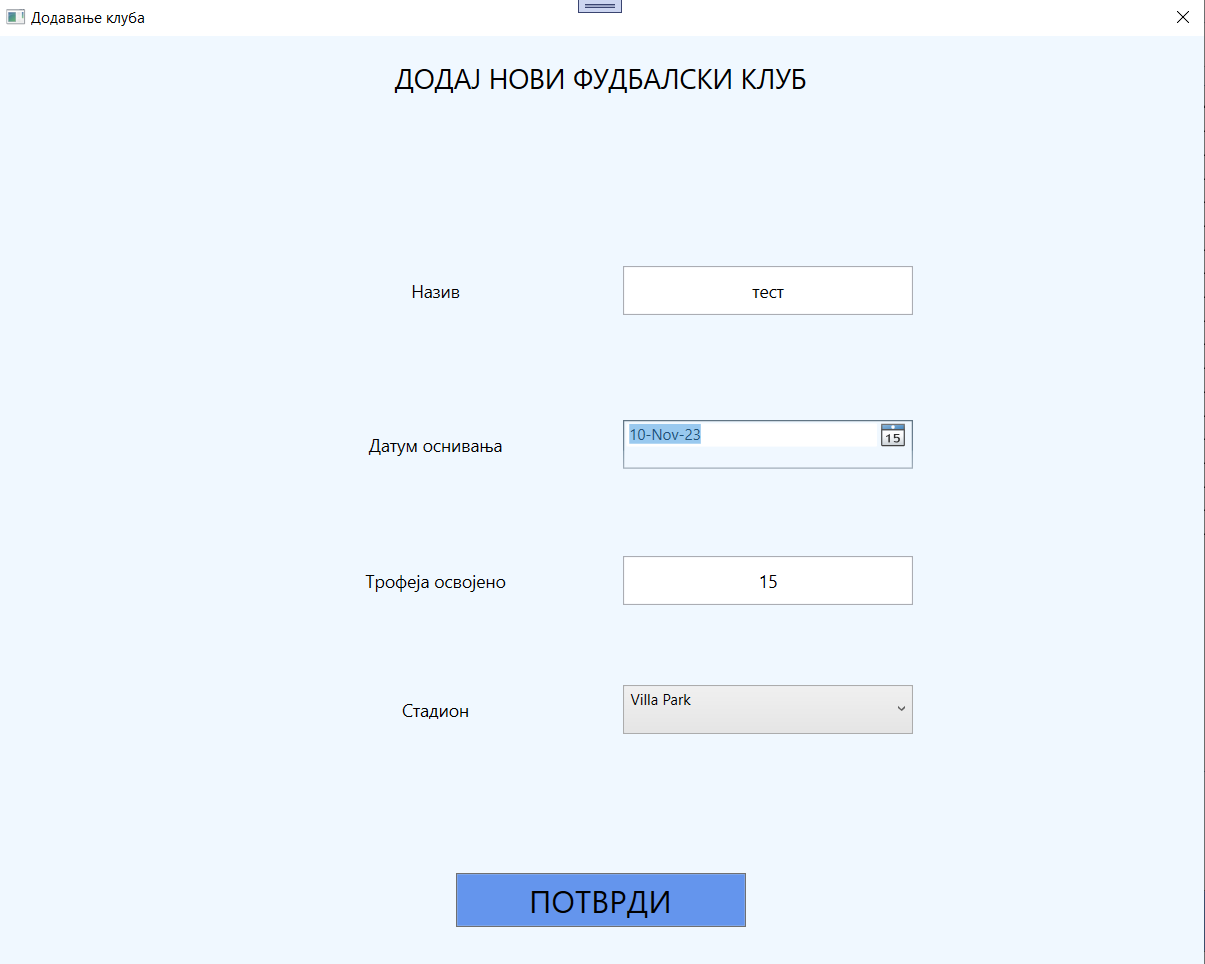 Додавање клуба
ДОДАЈ НОВИ ФУДБАЛСКИ КЛУБ
Назив
тест
Датум оснивања
10-Nov-23
15
Трофеја освојено
15
Стадион
Villa Park
ПОТВРДИ